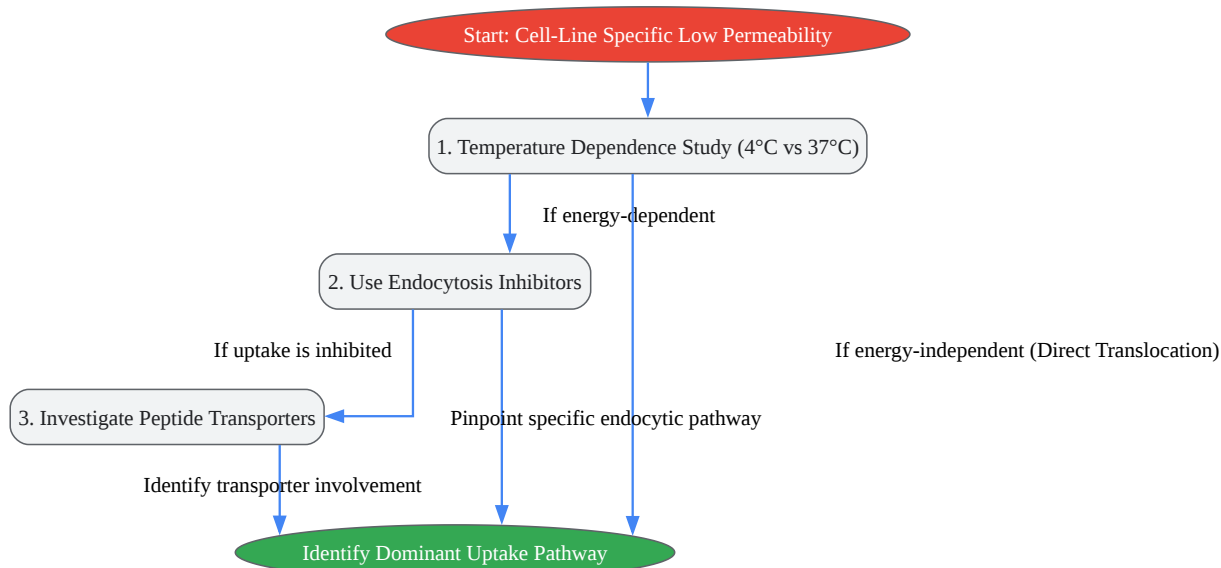 Start: Cell-Line Specific Low Permeability
1. Temperature Dependence Study (4°C vs 37°C)
If energy-dependent
2. Use Endocytosis Inhibitors
If uptake is inhibited
If energy-independent (Direct Translocation)
3. Investigate Peptide Transporters
Pinpoint specific endocytic pathway
Identify transporter involvement
Identify Dominant Uptake Pathway